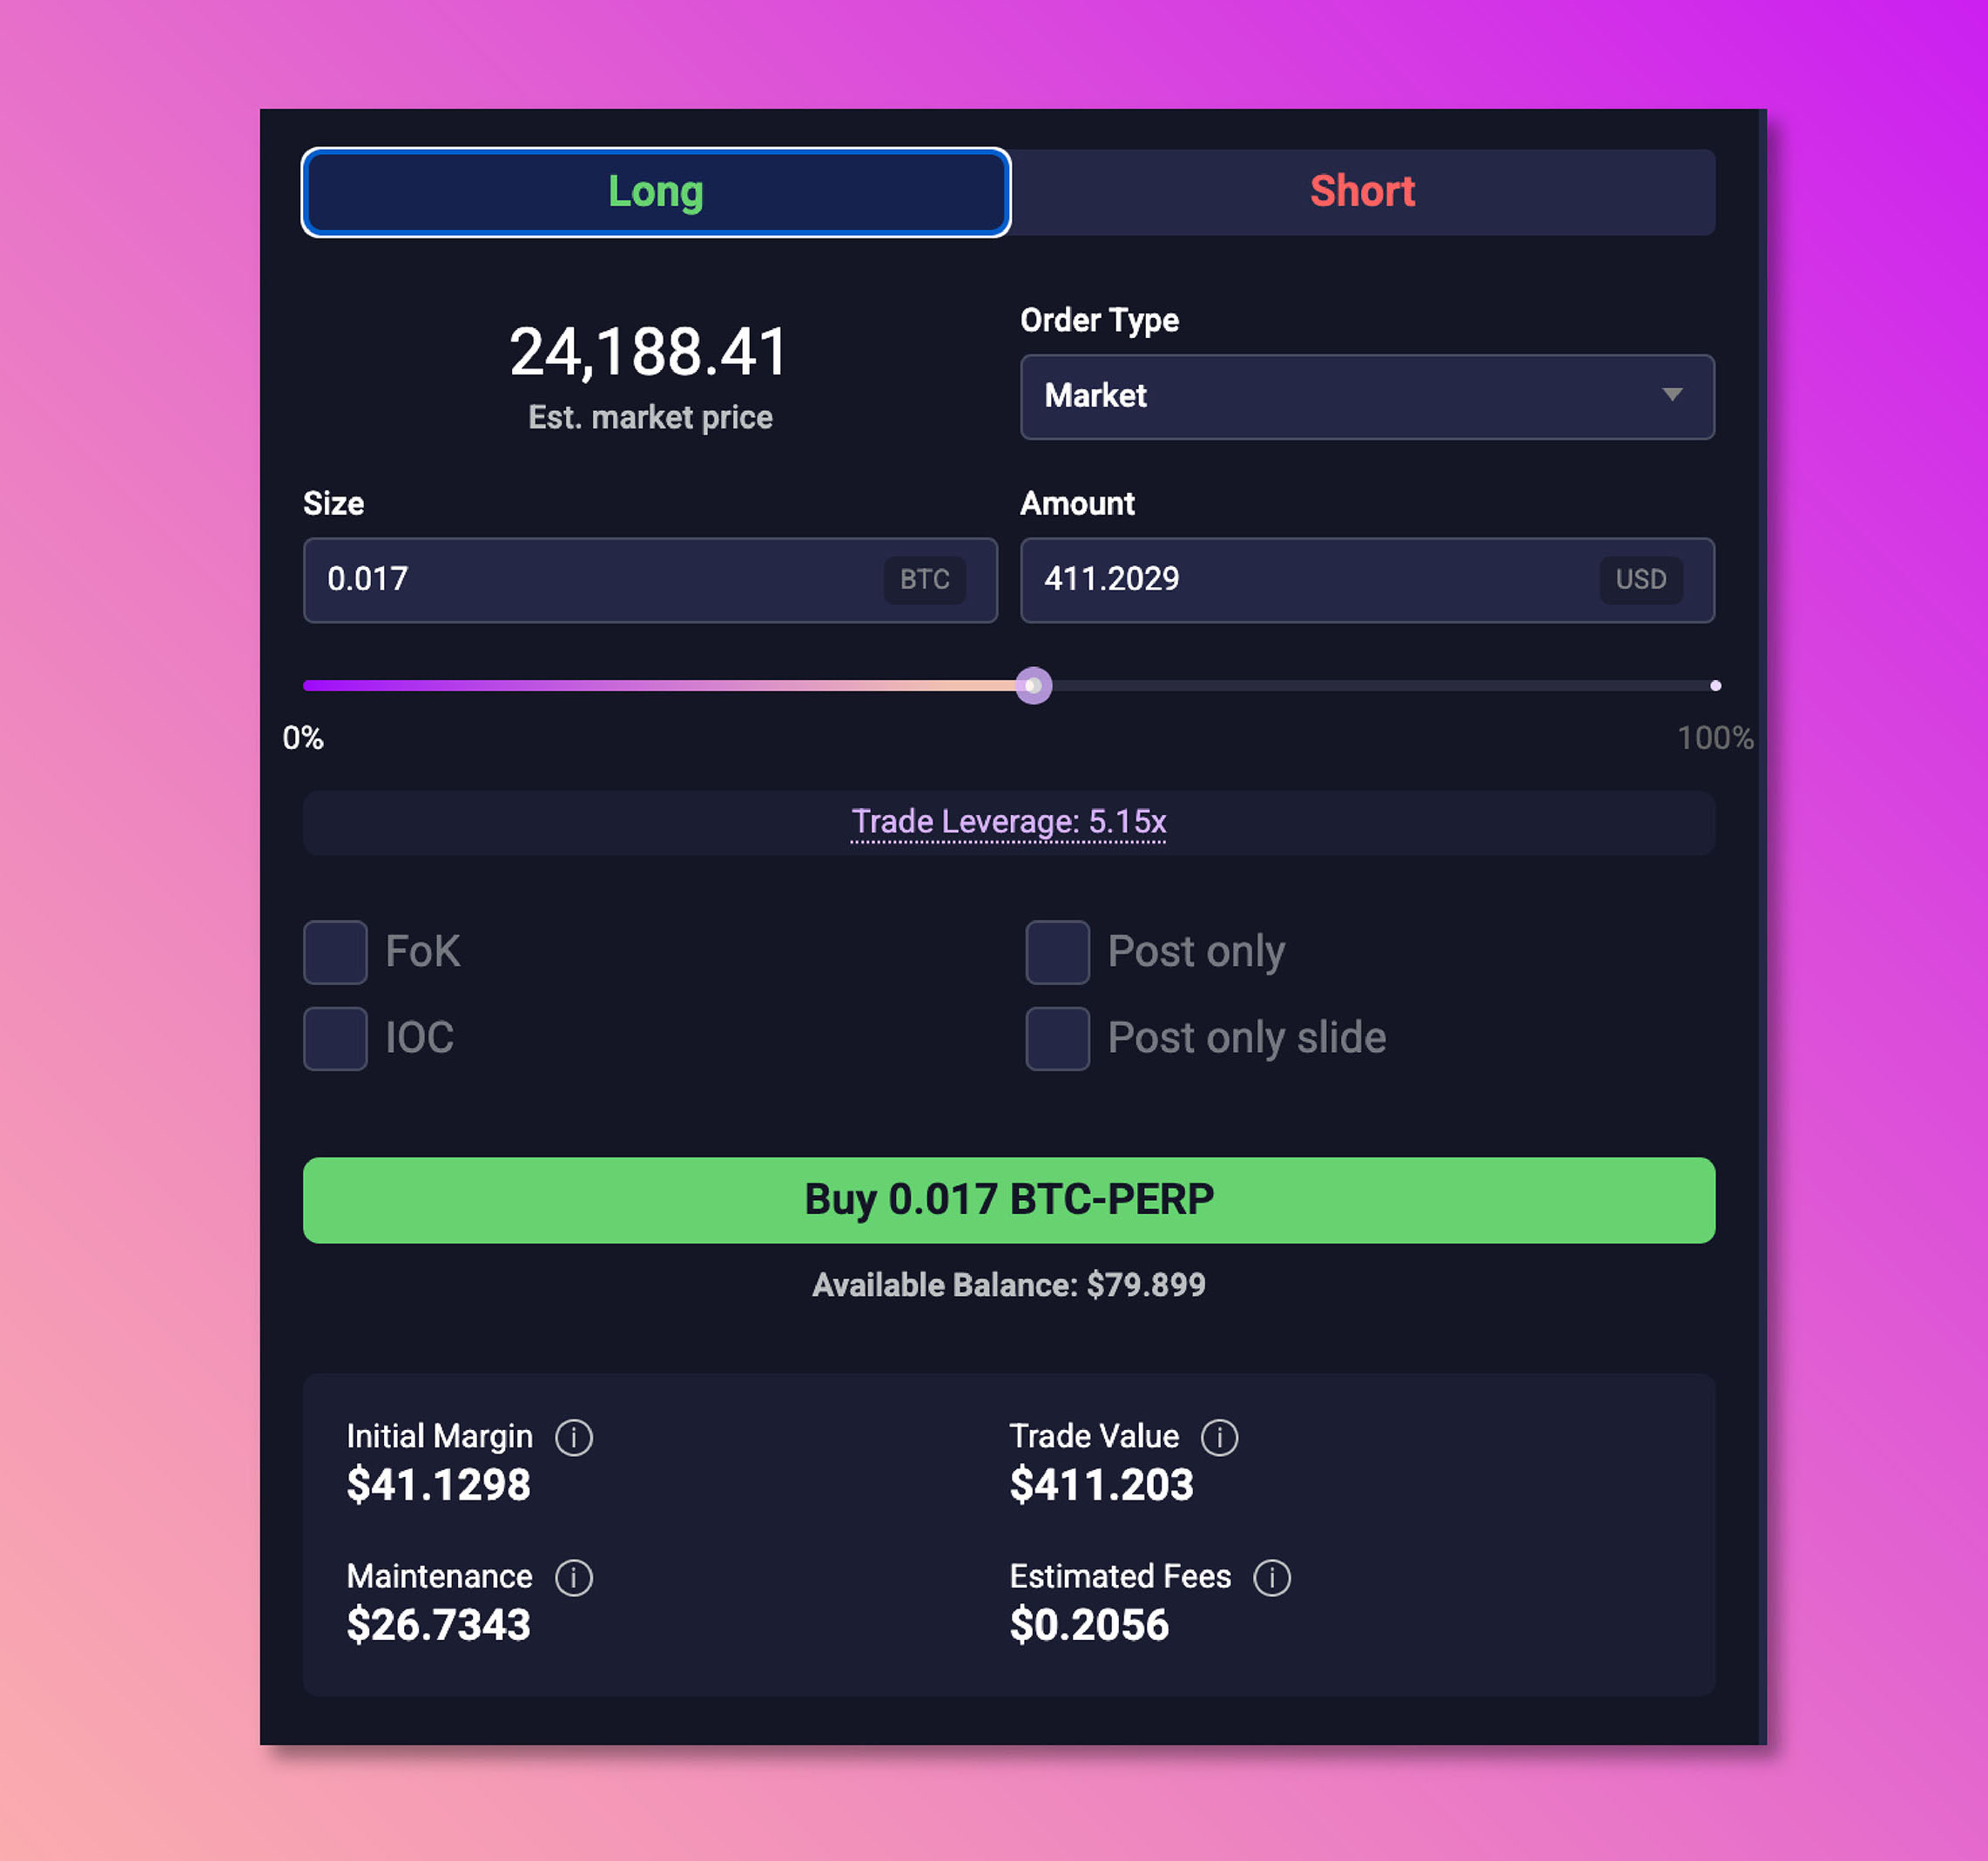 Long
Short
24,188.41
Est. market price
Order Type
Market
Size
Amount
0.017 BTC
411.2029 USD
0%
100%
Trade Leverage: 5.15x
FoK
Post only
IOC
Post only slide
Buy 0.017 BTC-PERP
Available Balance: $79.899
Initial Margin
$41.1298
Trade Value
$411.203
Maintenance
$26.7343
Estimated Fees
$0.2056